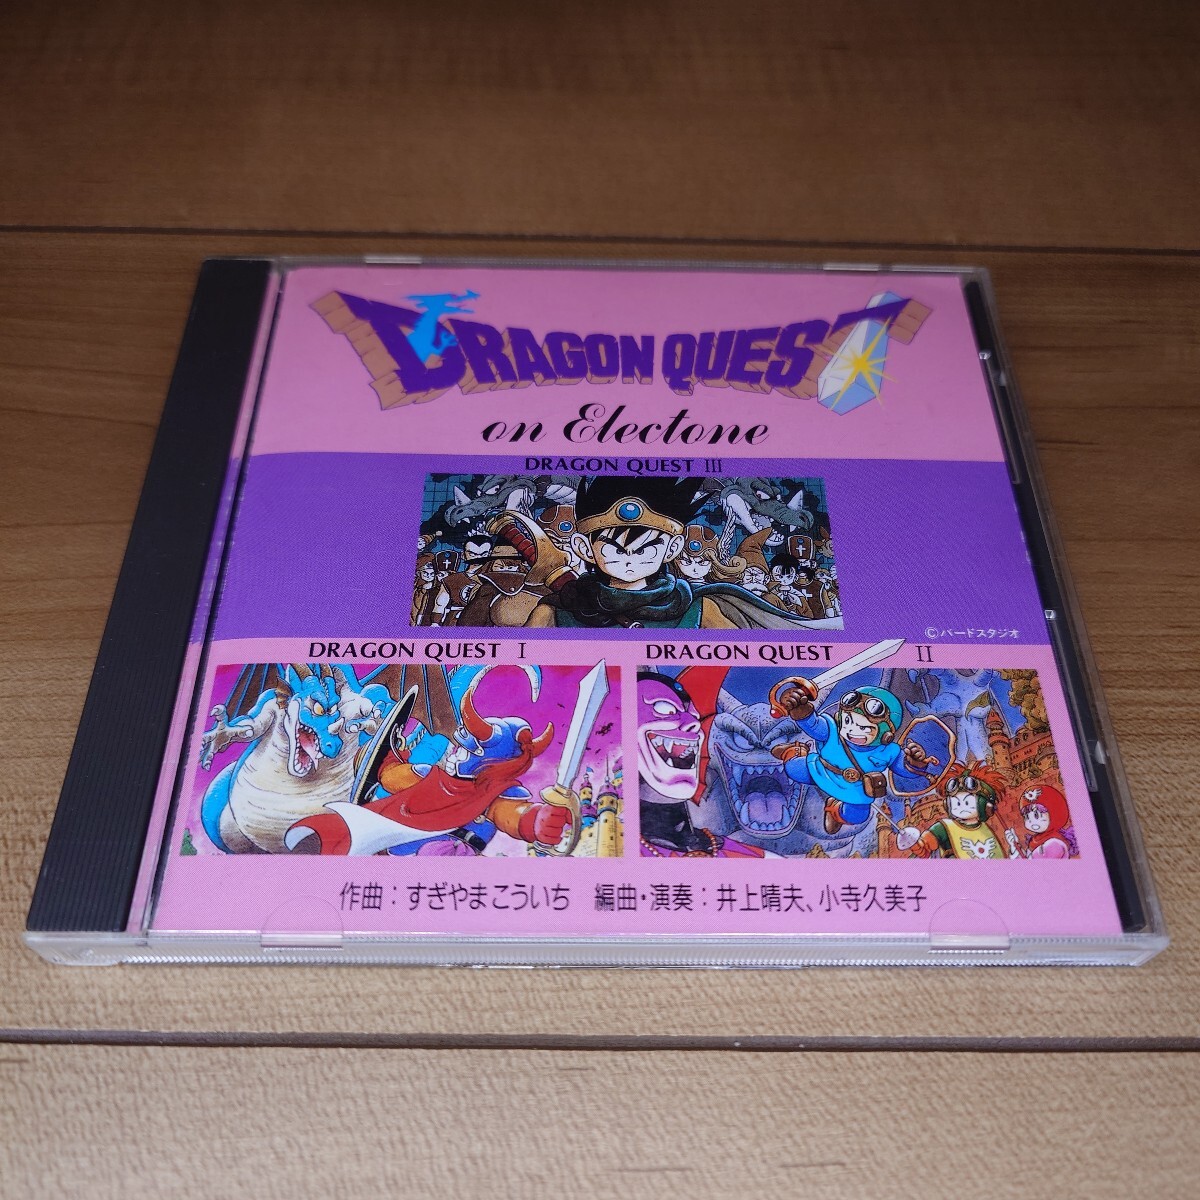 DRAGON QUEST
on Electone
DRAGON QUEST III
©バードスタジオ
DRAGON QUEST I
DRAGON QUEST II
作曲：すぎやまこういち 編曲・演奏：井上晴夫、小寺久美子